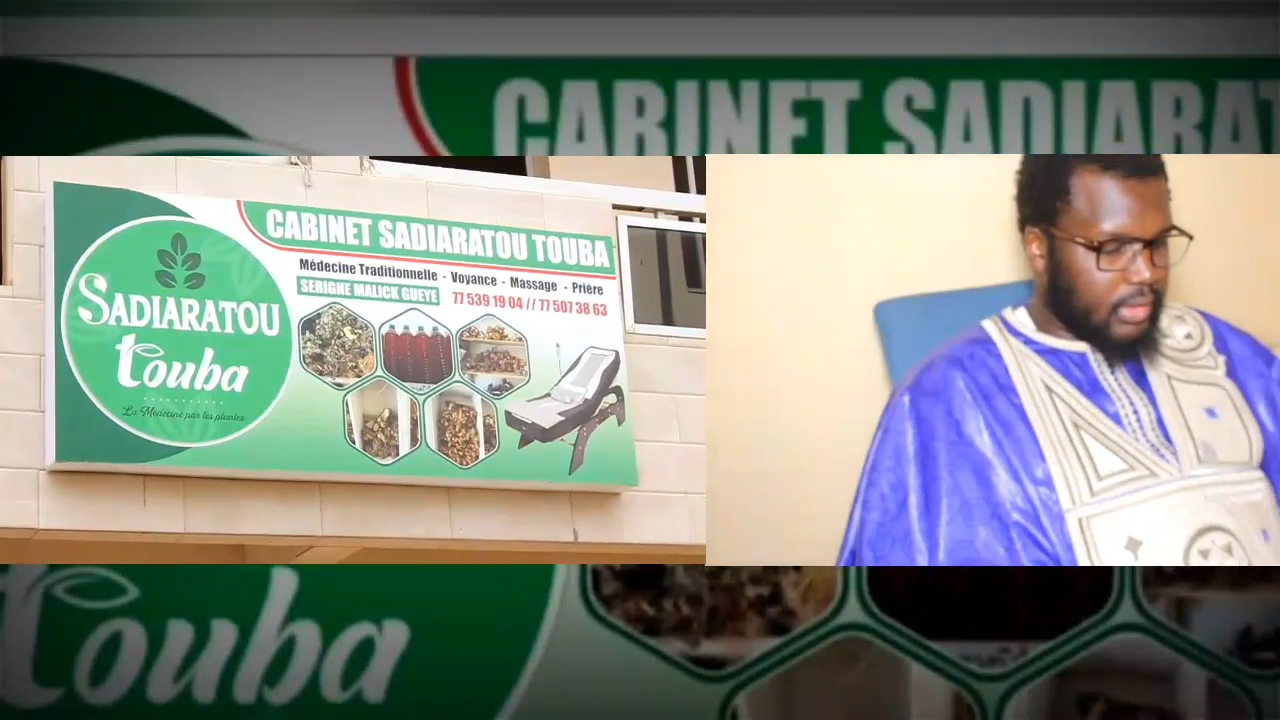 CABINET SADIARAT
SADIARATOU
touba
La Médecine par les plantes
CABINET SADIARATOU TOUBA
Médecine Traditionnelle - Voyance - Massage - Prière
SERIGNE MALICK GUEYE 77 539 19 04 // 77 507 38 63
touba